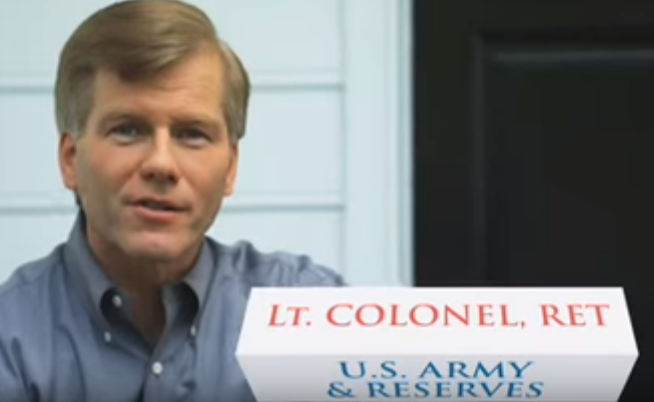 LT. COLONEL, RET
U.S. ARMY
& RESERVES